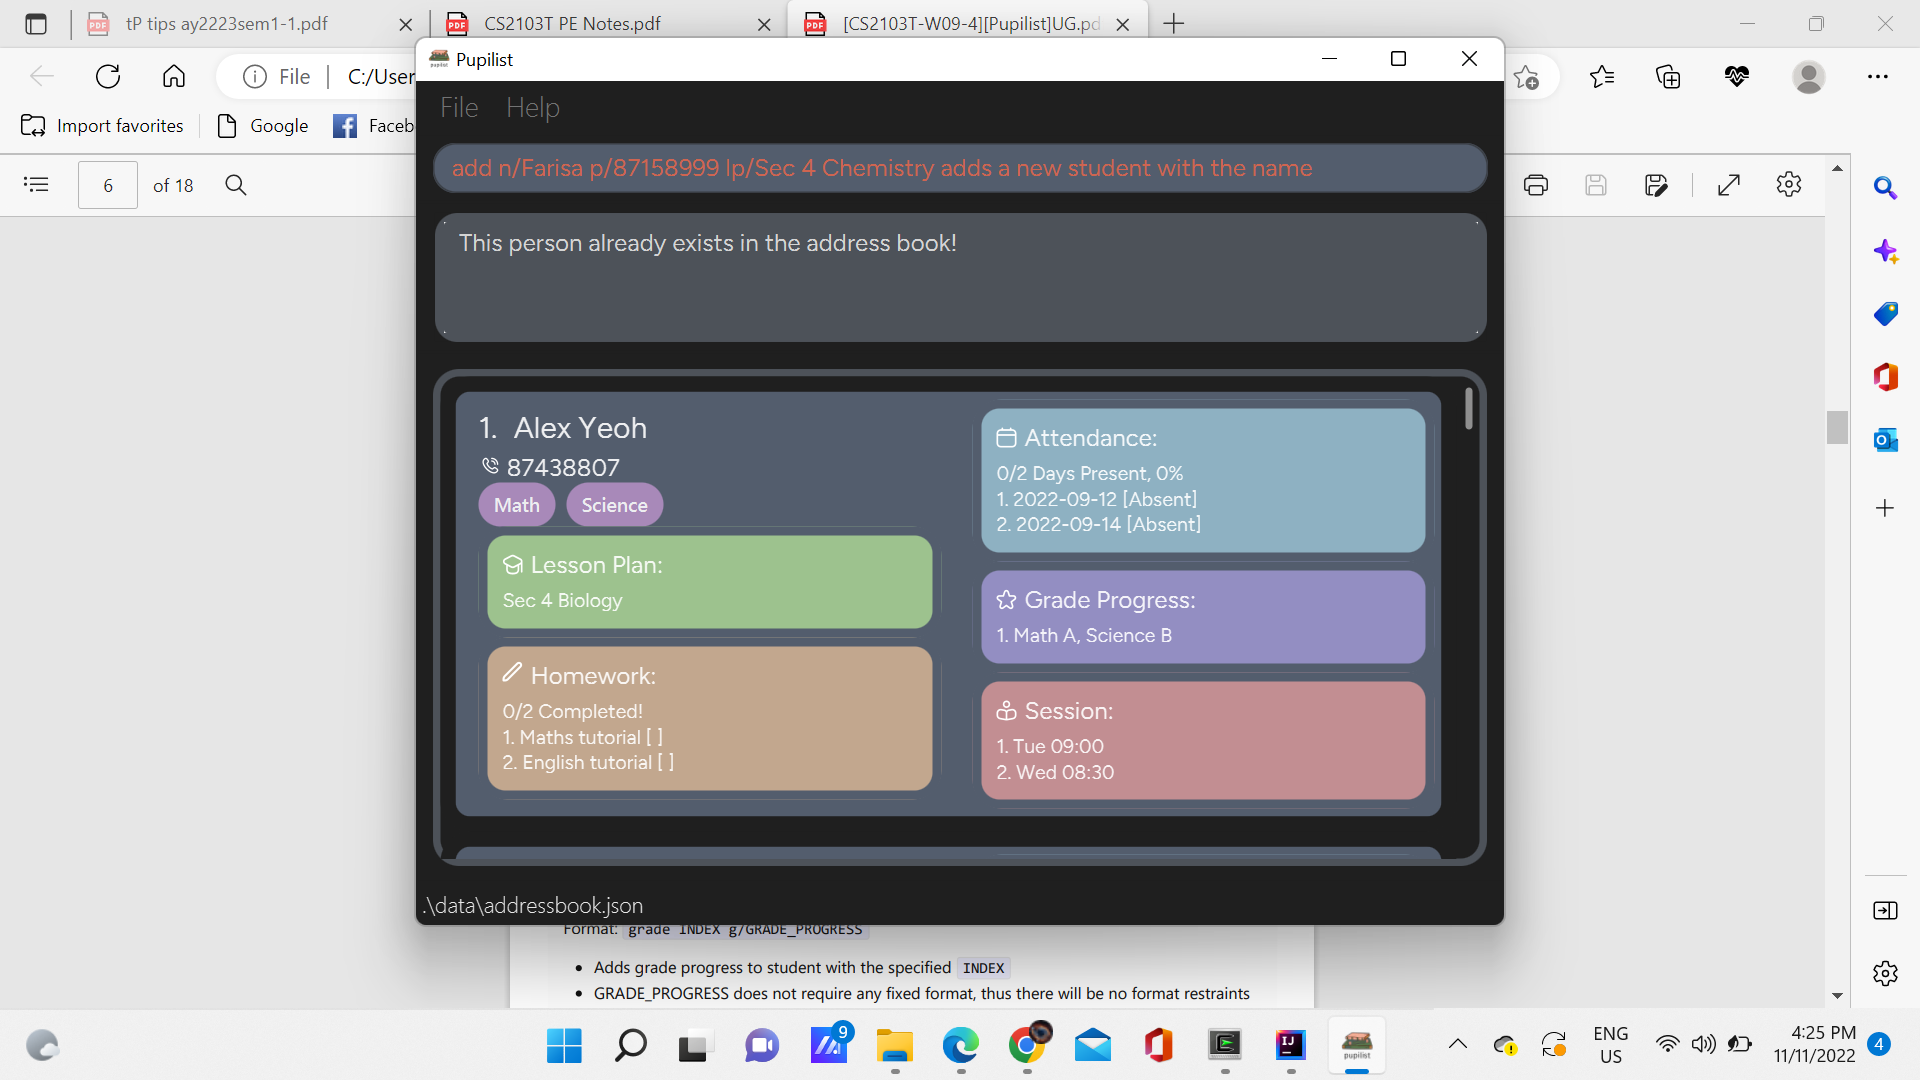 tP tips ay2223sem1-1.pdf
CS2103T PE Notes.pdf
[CS2103T-W09-4][Pupilist]UG.pd
File
C:/User
Import favorites
Google
Faceb
6
of 18
pupilist
Pupilist
File
Help
add n/Farisa p/87158999 lp/Sec 4 Chemistry adds a new student with the name
This person already exists in the address book!
1. Alex Yeoh
87438807
Math
Science
Lesson Plan:
Sec 4 Biology
Homework:
0/2 Completed!
1. Maths tutorial [ ]
2. English tutorial [ ]
Attendance:
0/2 Days Present, 0%
1. 2022-09-12 [Absent]
2. 2022-09-14 [Absent]
Grade Progress:
1. Math A, Science B
Session:
1. Tue 09:00
2. Wed 08:30
.\data\addressbook.json
Format: grade INDEX g/GRADE_PROGRESS
• Adds grade progress to student with the specified INDEX
• GRADE_PROGRESS does not require any fixed format, thus there will be no format restraints
9
pupilist
ENG
US
4:25 PM
11/11/2022
4